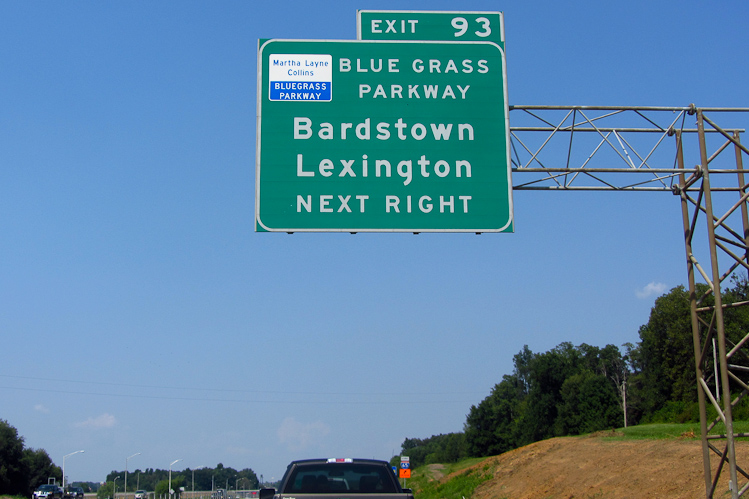 EXIT 93
Martha Layne
Collins
BLUEGRASS
PARKWAY
BLUE GRASS
PARKWAY
Bardstown
Lexington
NEXT RIGHT